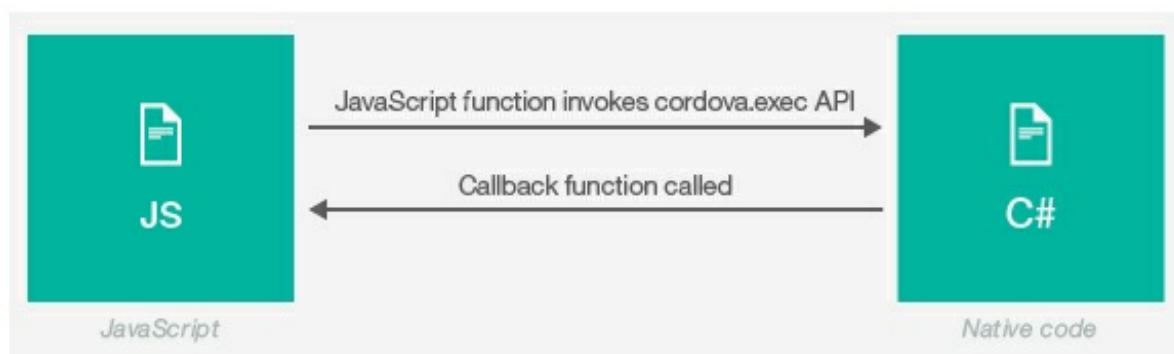 JavaScript function invokes cordova.exec API
Callback function called
JS
C#
JavaScript
Native code